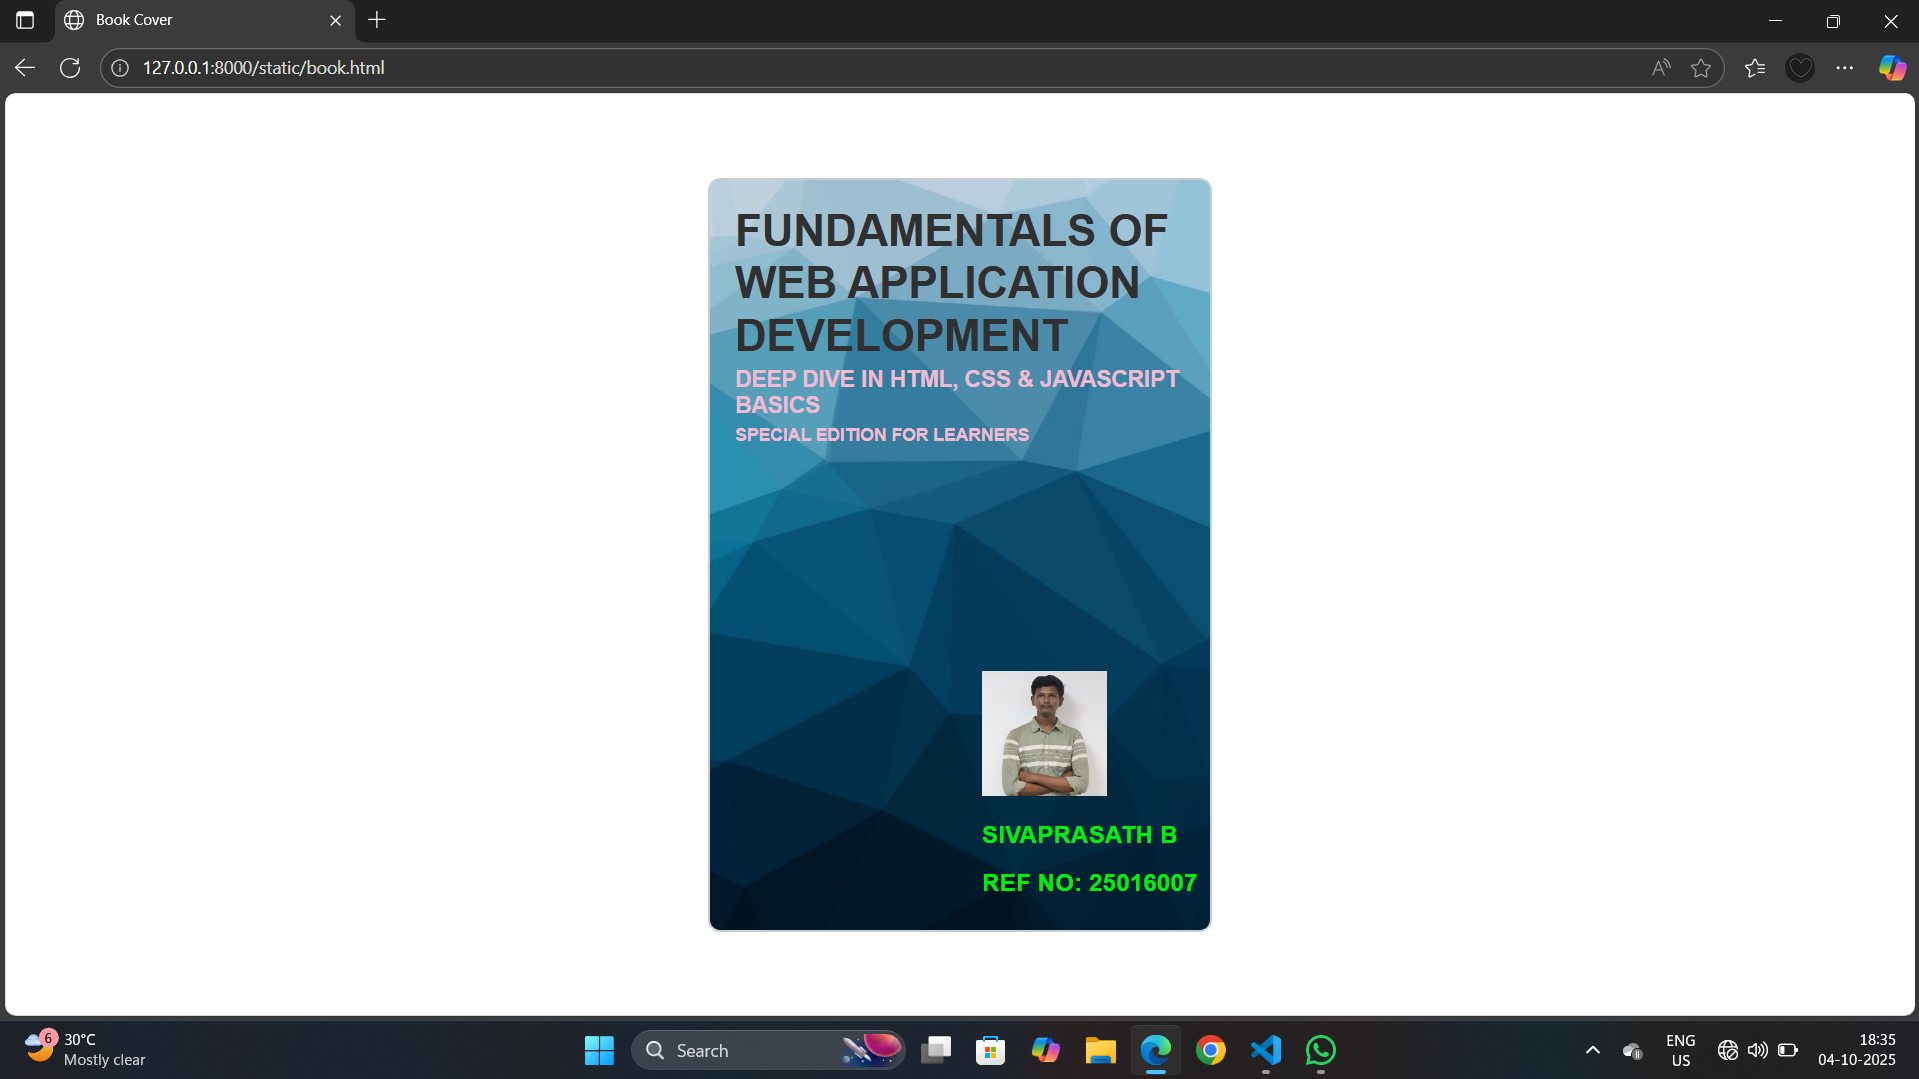 Book Cover
127.0.0.1:8000/static/book.html
FUNDAMENTALS OF
WEB APPLICATION
DEVELOPMENT
DEEP DIVE IN HTML, CSS & JAVASCRIPT
BASICS
SPECIAL EDITION FOR LEARNERS
SIVAPRASATH B
REF NO: 25016007
6
30°C
Mostly clear
Search
ENG
US
18:35
04-10-2025